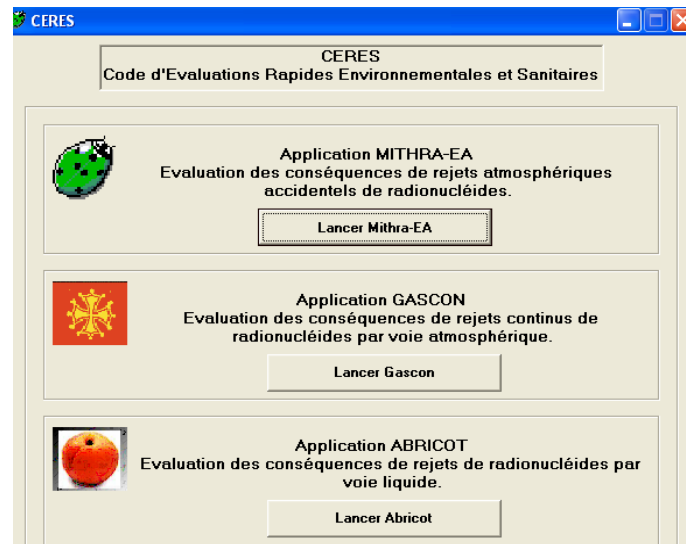 CERES
CERES
Code d'Evaluations Rapides Environnementales et Sanitaires
Application MITHRA-EA
Evaluation des conséquences de rejets atmosphériques
accidentels de radionucléides.
Lancer Mithra-EA
Application GASCON
Evaluation des conséquences de rejets continus de
radionucléides par voie atmosphérique.
Lancer Gascon
Application ABRICOT
Evaluation des conséquences de rejets de radionucléides par
voie liquide.
Lancer Abricot